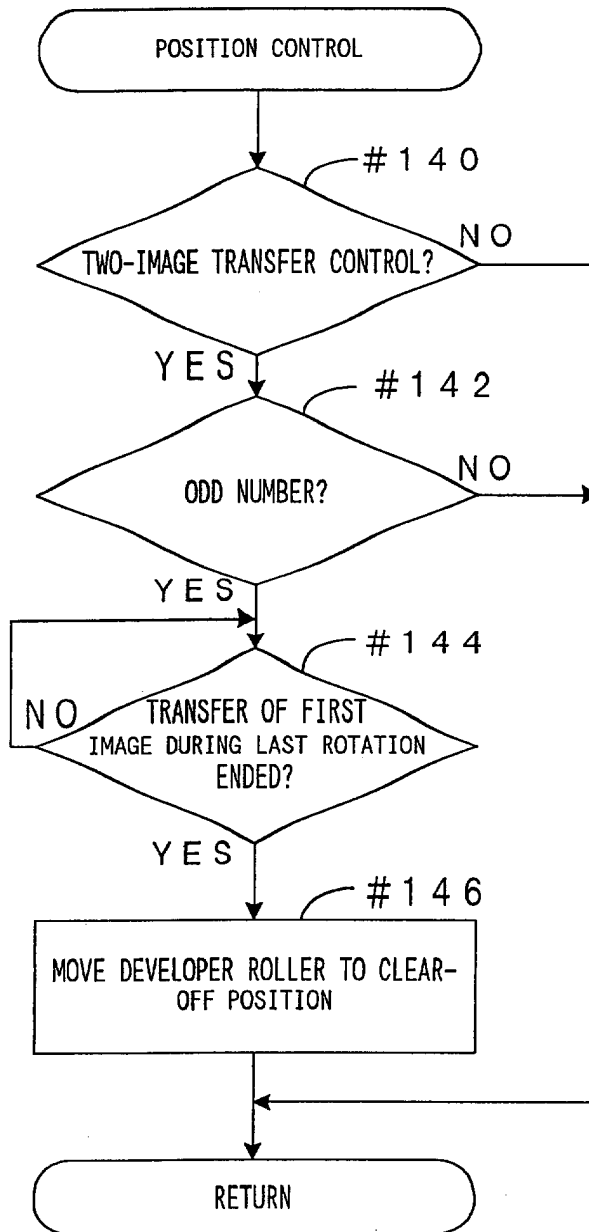 POSITION CONTROL
#140
TWO-IMAGE TRANSFER CONTROL?
NO
YES
#142
ODD NUMBER?
NO
YES
#144
NO
TRANSFER OF FIRST
IMAGE DURING LAST ROTATION
ENDED?
YES
#146
MOVE DEVELOPER ROLLER TO CLEAR-
OFF POSITION
RETURN